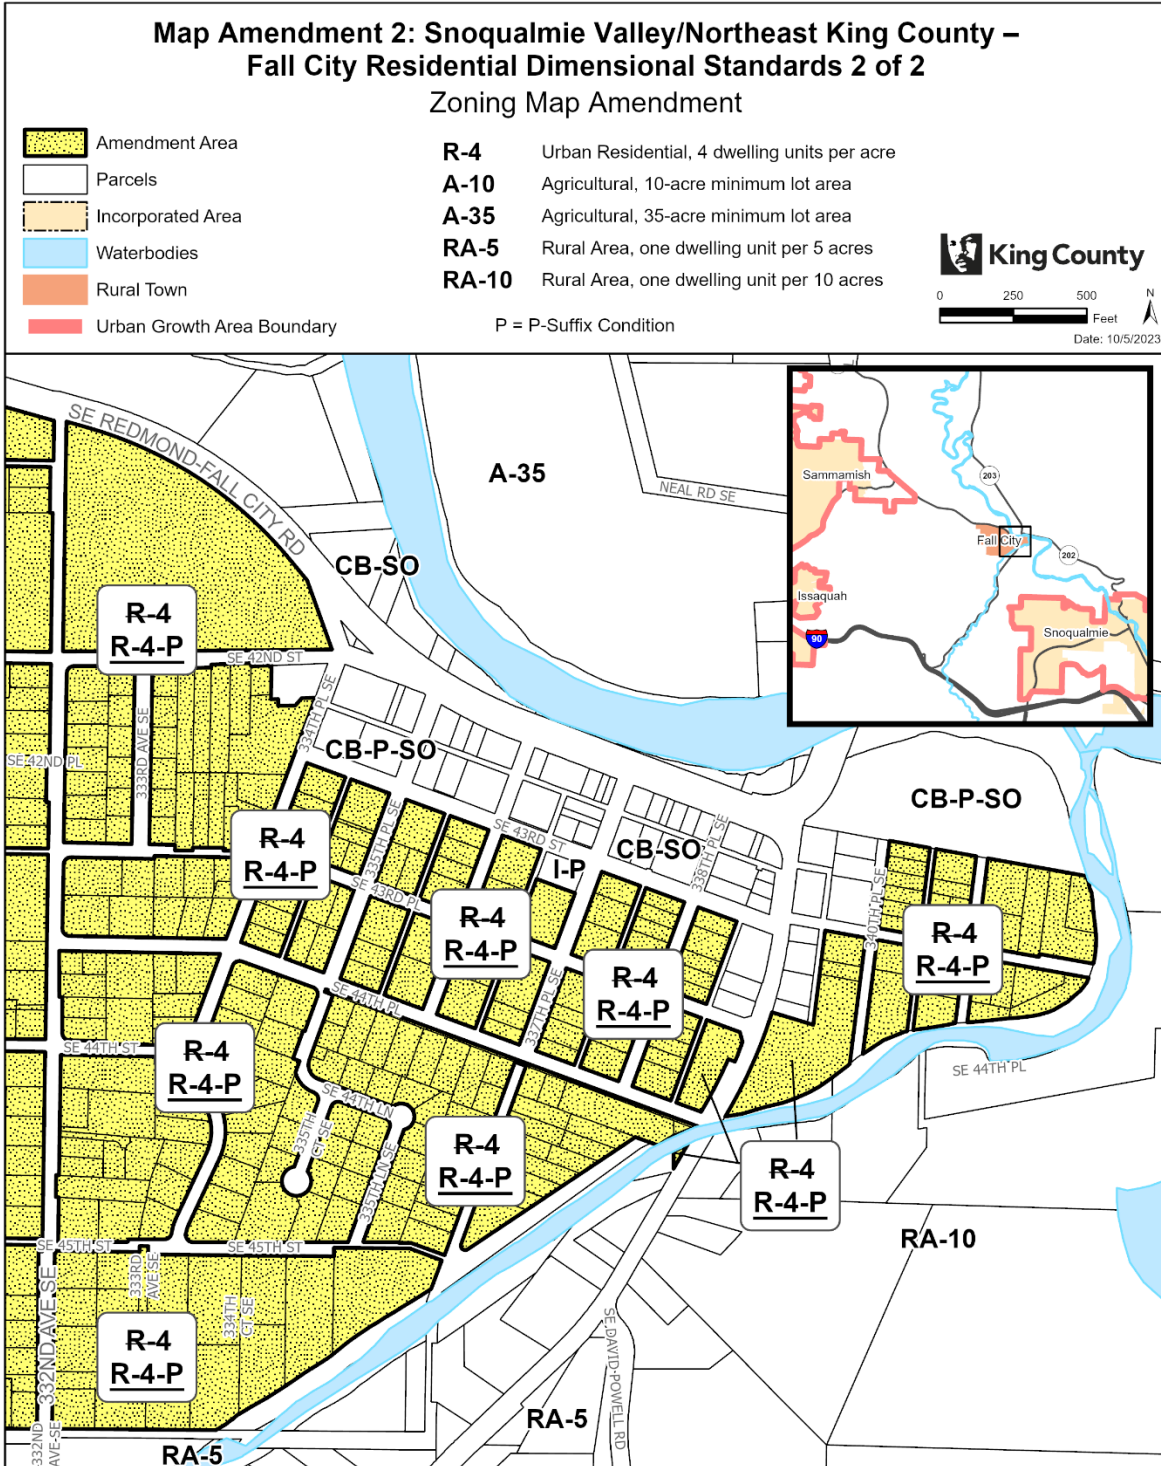 Map Amendment 2: Snoqualmie Valley/Northeast King County –
Fall City Residential Dimensional Standards 2 of 2
Zoning Map Amendment
Amendment Area
Parcels
Incorporated Area
Waterbodies
Rural Town
Urban Growth Area Boundary
R-4 Urban Residential, 4 dwelling units per acre
A-10 Agricultural, 10-acre minimum lot area
A-35 Agricultural, 35-acre minimum lot area
RA-5 Rural Area, one dwelling unit per 5 acres
RA-10 Rural Area, one dwelling unit per 10 acres
P = P-Suffix Condition
King County
0 250 500
Feet
N
Date: 10/5/2023
SE REDMOND-FALL CITY RD
A-35
NEAL RD SE
Sammamish
203
Fall City
202
Issaquah
90
Snoqualmie
CB-SO
R-4
R-4-P
SE 42ND ST
334TH PL SE
CB-P-SO
SE 42ND PL
333RD AVE SE
CB-P-SO
R-4
R-4-P
335TH PL SE
SE 43RD ST
I-P
CB-SO
338TH PL SE
SE 43RD PL
340TH PL SE
R-4
R-4-P
R-4
R-4-P
R-4
R-4-P
337TH PL SE
SE 44TH PL
SE 44TH ST
R-4
R-4-P
SE 44TH PL
SE 44TH LN
335TH
CT SE
335TH LN SE
R-4
R-4-P
R-4
R-4-P
RA-10
SE 45TH ST
SE 45TH ST
333RD
AVE SE
334TH
CT SE
332ND AVE SE
R-4
R-4-P
SE DAVID-POWELL RD
RA-5
332ND
AVE-SE
RA-5